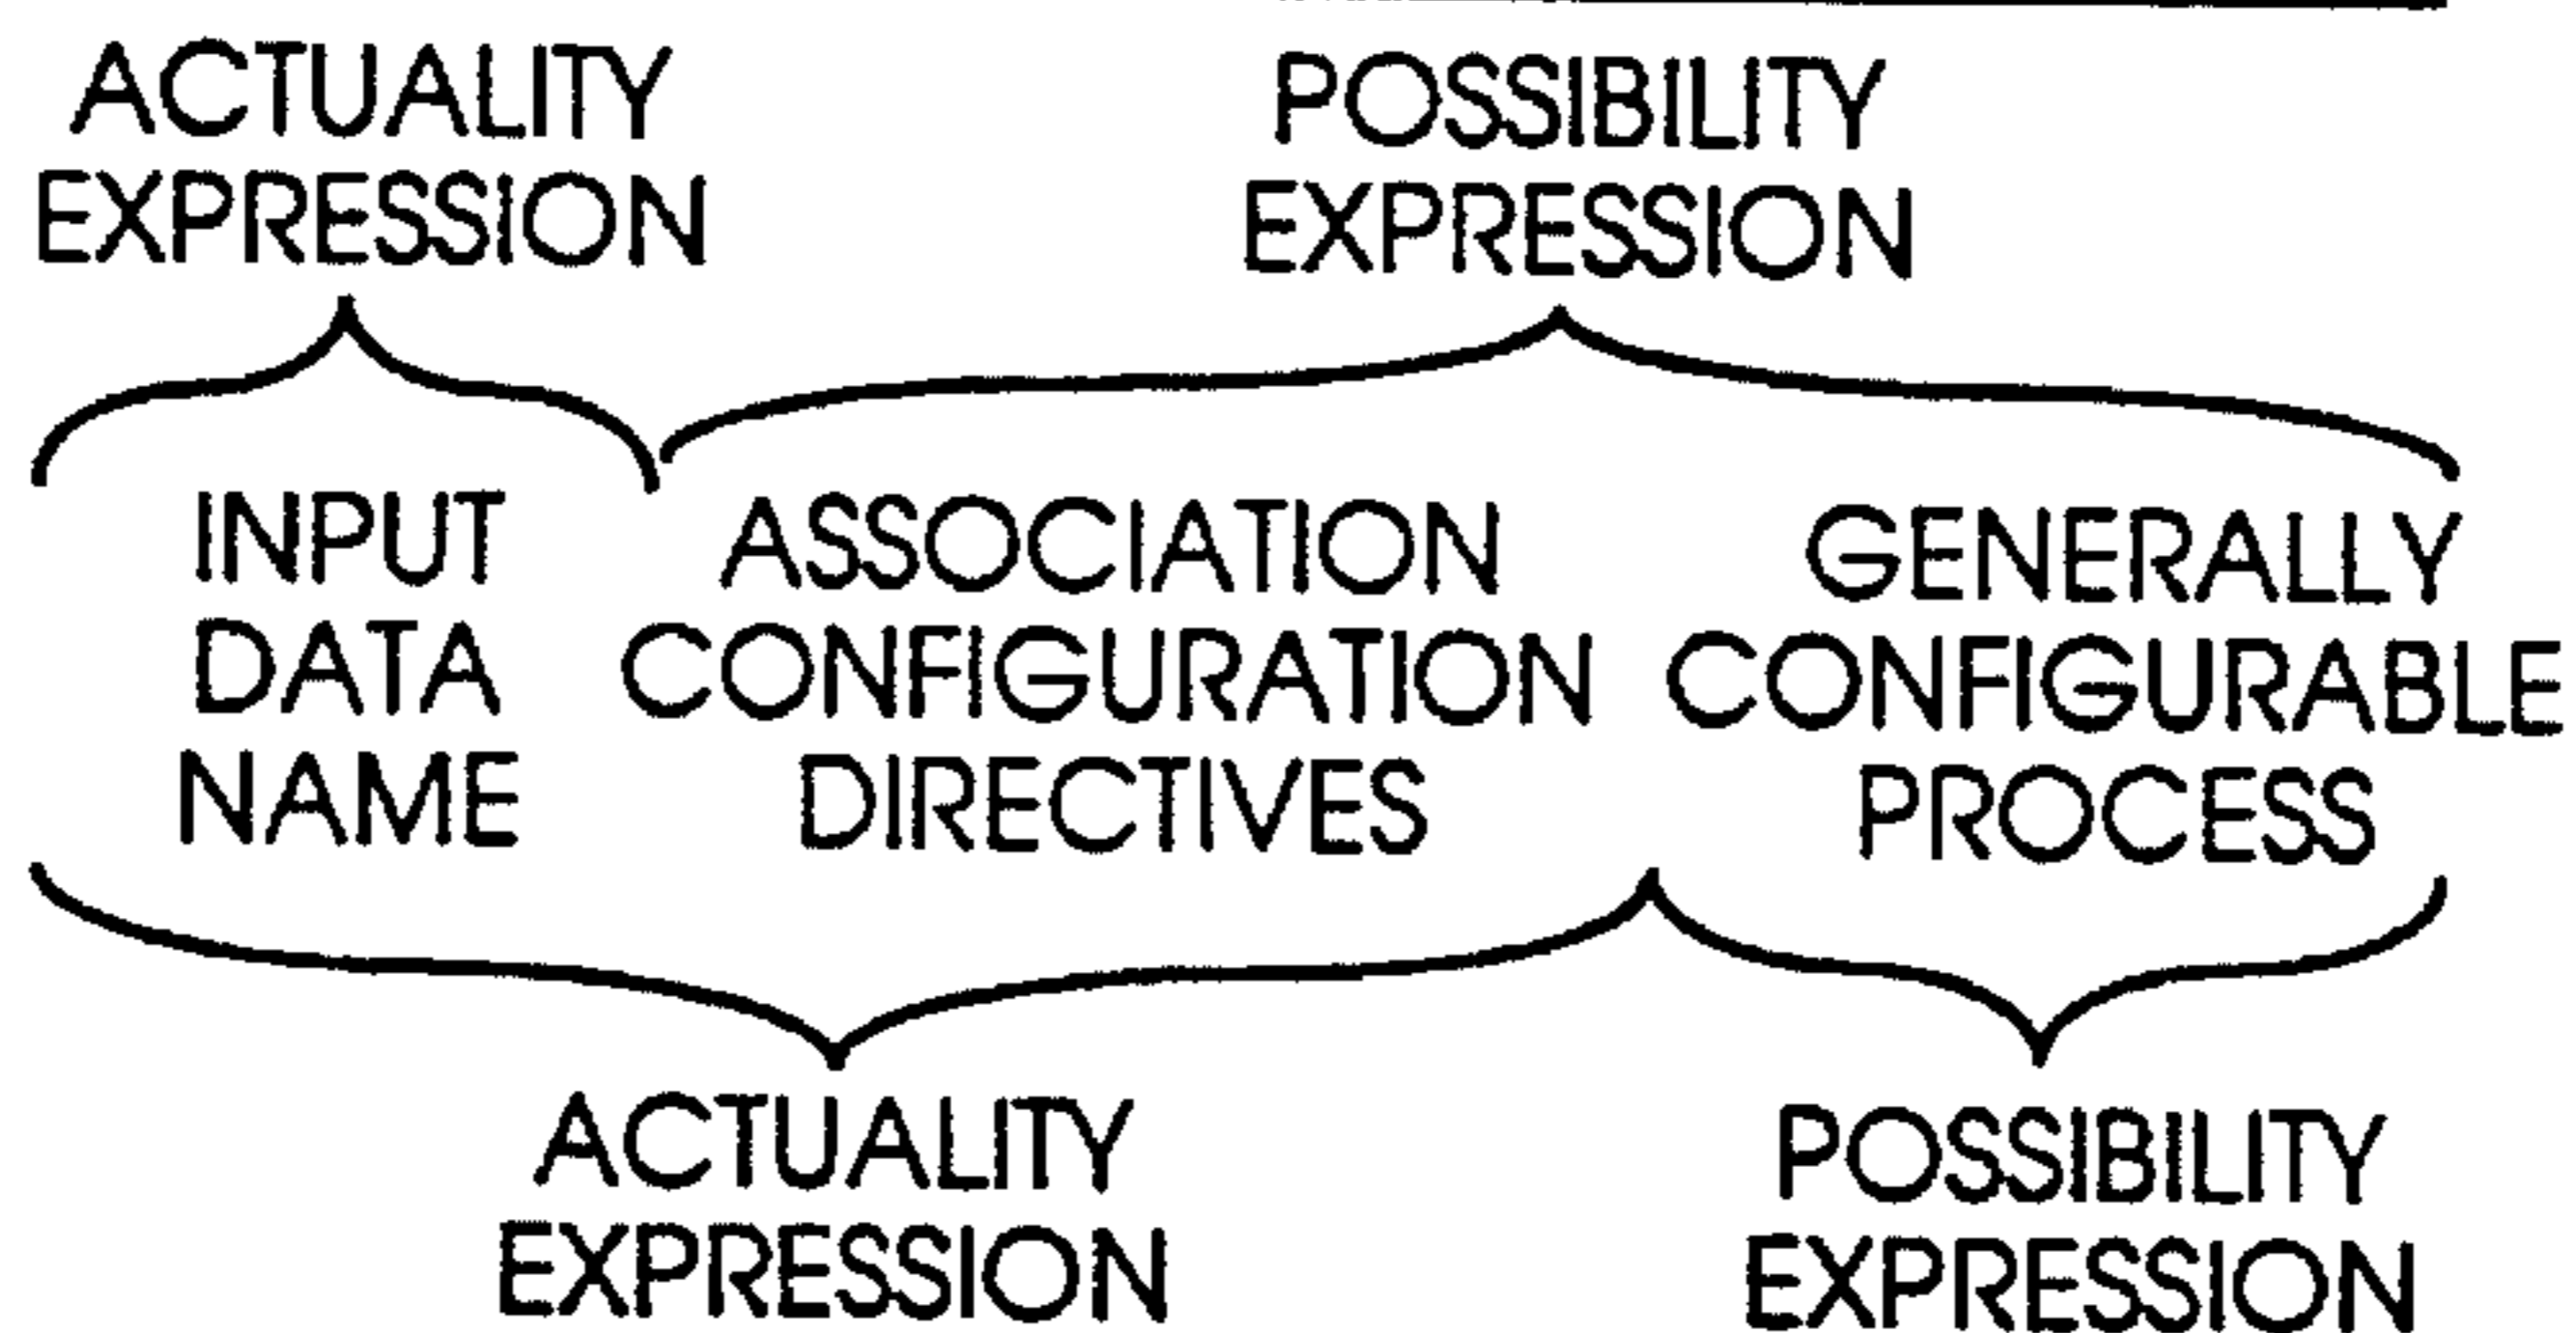 ACTUALITY
EXPRESSION
POSSIBILITY
EXPRESSION
INPUT
DATA
NAME
ASSOCIATION
CONFIGURATION
DIRECTIVES
GENERALLY
CONFIGURABLE
PROCESS
ACTUALITY
EXPRESSION
POSSIBILITY
EXPRESSION